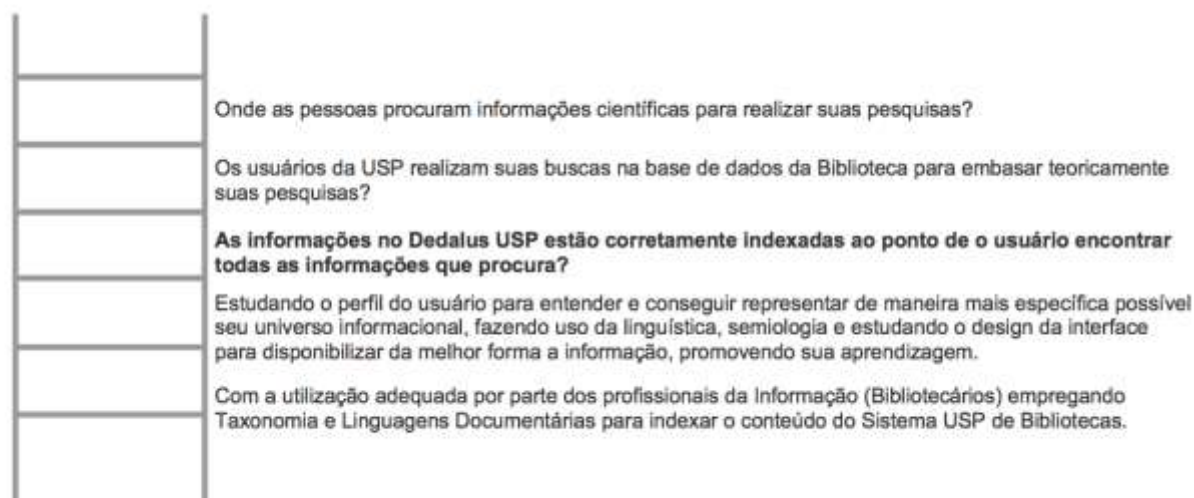 Onde as pessoas procuram informações científicas para realizar suas pesquisas?
Os usuários da USP realizam suas buscas na base de dados da Biblioteca para embasar teoricamente
suas pesquisas?
As informações no Dedalus USP estão corretamente indexadas ao ponto de o usuário encontrar
todas as informações que procura?
Estudando o perfil do usuário para entender e conseguir representar de maneira mais específica possível
seu universo informacional, fazendo uso da linguística, semiologia e estudando o design da interface
para disponibilizar da melhor forma a informação, promovendo sua aprendizagem.
Com a utilização adequada por parte dos profissionais da Informação (Bibliotecários) empregando
Taxonomia e Linguagens Documentárias para indexar o conteúdo do Sistema USP de Bibliotecas.